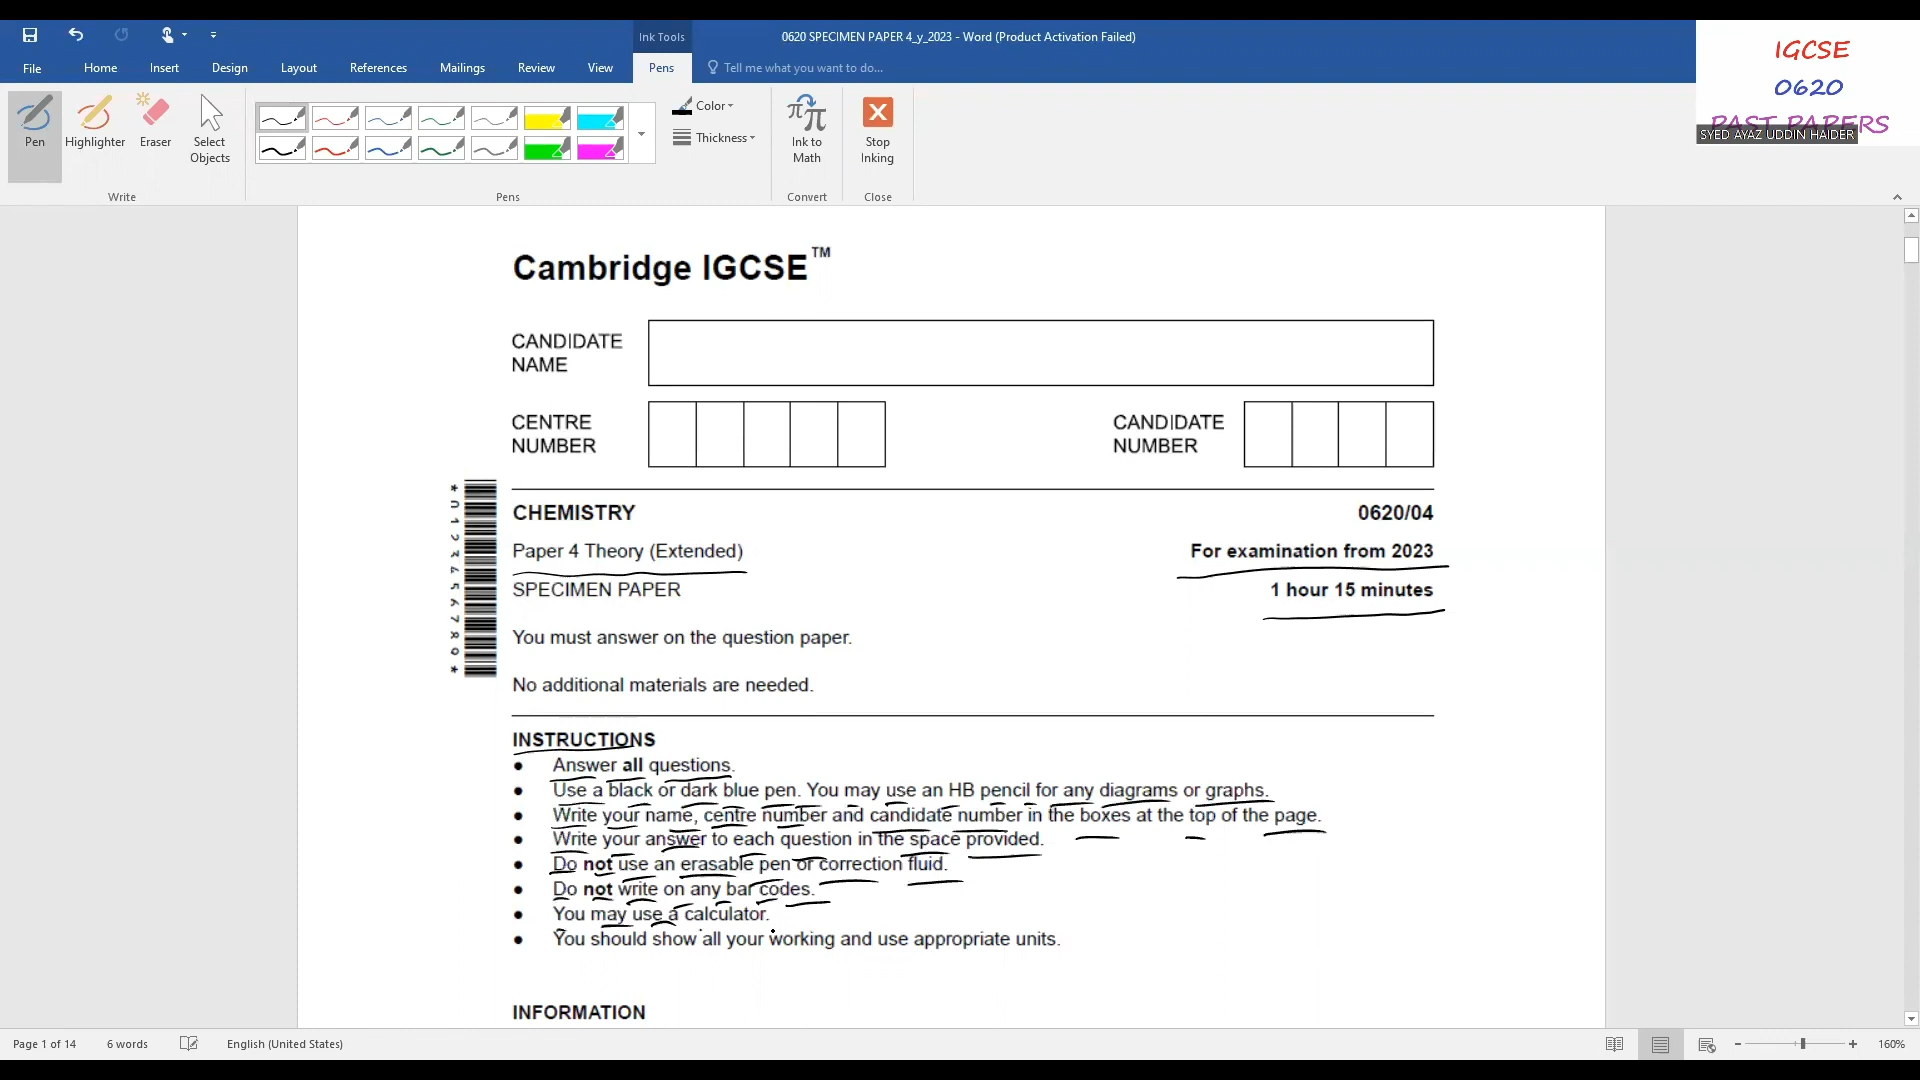 Ink Tools
0620 SPECIMEN PAPER 4_y_2023 - Word (Product Activation Failed)
File Home Insert Design Layout References Mailings Review View Pens Tell me what you want to do...
IGCSE
0620
PAST PAPERS
SYED AYAZ UDDIN HAIDER
Pen Highlighter Eraser Select Objects
Color
Thickness
Ink to Math
Stop Inking
Write Pens Convert Close
Cambridge IGCSE™
CANDIDATE NAME
CENTRE NUMBER
CANDIDATE NUMBER
*0123456789*
CHEMISTRY 0620/04
Paper 4 Theory (Extended) For examination from 2023
SPECIMEN PAPER 1 hour 15 minutes
You must answer on the question paper.
No additional materials are needed.
INSTRUCTIONS
● Answer all questions.
● Use a black or dark blue pen. You may use an HB pencil for any diagrams or graphs.
● Write your name, centre number and candidate number in the boxes at the top of the page.
● Write your answer to each question in the space provided.
● Do not use an erasable pen or correction fluid.
● Do not write on any bar codes.
● You may use a calculator.
● You should show all your working and use appropriate units.
INFORMATION
Page 1 of 14 6 words English (United States) 160%